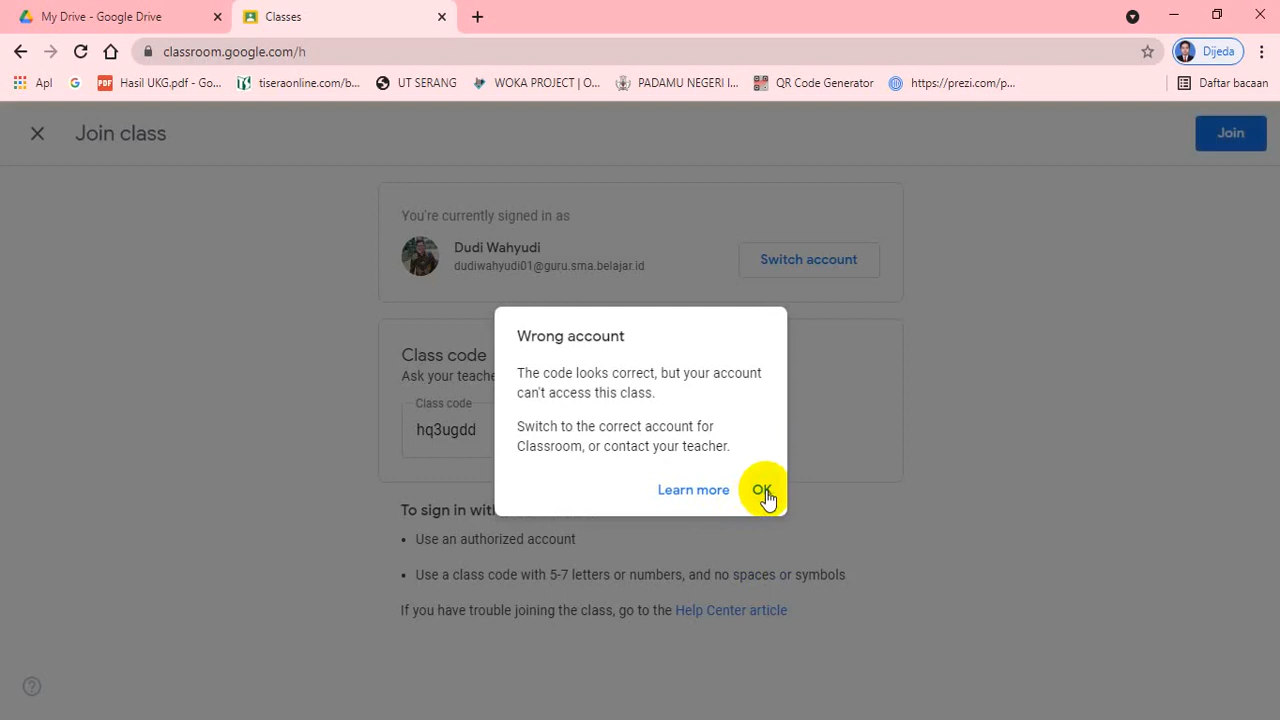 My Drive - Google Drive
Classes
classroom.google.com/h
Dijeda
Apl
Hasil UKG.pdf - Go...
tiseraonline.com/b...
UT SERANG
WOKA PROJECT | O...
PADAMU NEGERI |...
QR Code Generator
https://prezi.com/p...
Daftar bacaan
Join class
Join
You're currently signed in as
Dudi Wahyudi
dudiwahyudi01@guru.sma.belajar.id
Switch account
Wrong account
The code looks correct, but your account
can't access this class.
Switch to the correct account for
Classroom, or contact your teacher.
Learn more
OK
Class code
Ask your teache
Class code
hq3ugdd
To sign in with
Use an authorized account
Use a class code with 5-7 letters or numbers, and no spaces or symbols
If you have trouble joining the class, go to the Help Center article